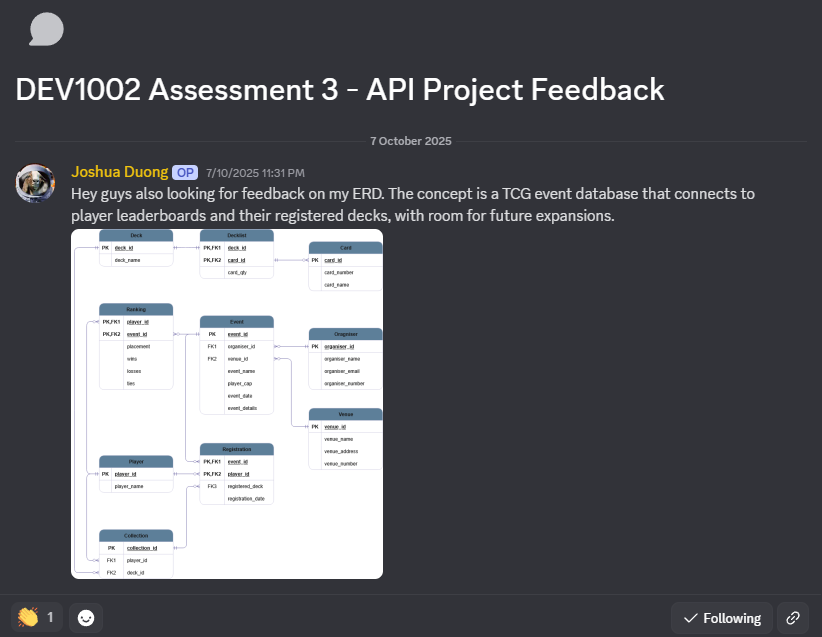 DEV1002 Assessment 3 - API Project Feedback
7 October 2025
Joshua Duong OP 7/10/2025 11:31 PM
Hey guys also looking for feedback on my ERD. The concept is a TCG event database that connects to
player leaderboards and their registered decks, with room for future expansions.
Deck
PK deck_id
deck_name
Decklist
PK,FK1 deck_id
PK,FK2 card_id
card_qty
Card
PK card_id
card_number
card_name
Ranking
PK,FK1 player_id
PK,FK2 event_id
placement
wins
losses
ties
Event
PK event_id
FK1 organiser_id
FK2 venue_id
event_name
player_cap
event_date
event_details
Organiser
PK organiser_id
organiser_name
organiser_email
organiser_number
Venue
PK venue_id
venue_name
venue_address
venue_number
Player
PK player_id
player_name
Registration
PK,FK1 event_id
PK,FK2 player_id
FK3 registered_deck
registration_date
Collection
PK collection_id
FK1 player_id
FK2 deck_id
1
Following